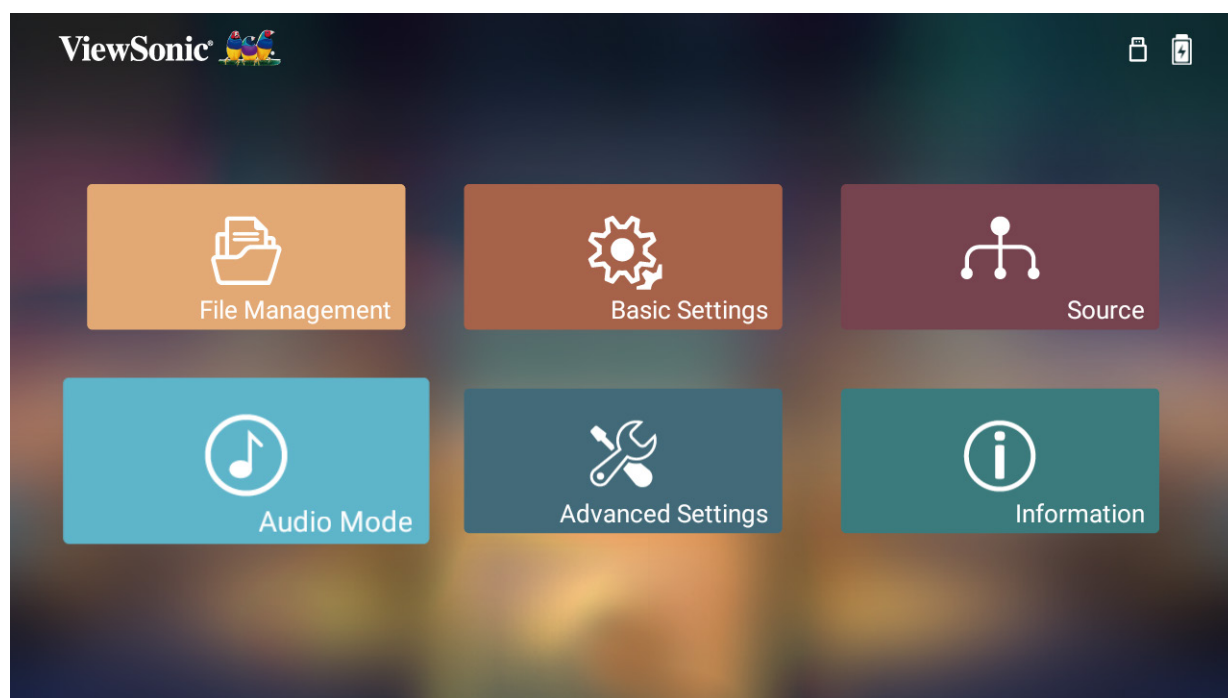 ViewSonic®
File Management
Basic Settings
Source
Audio Mode
Advanced Settings
Information